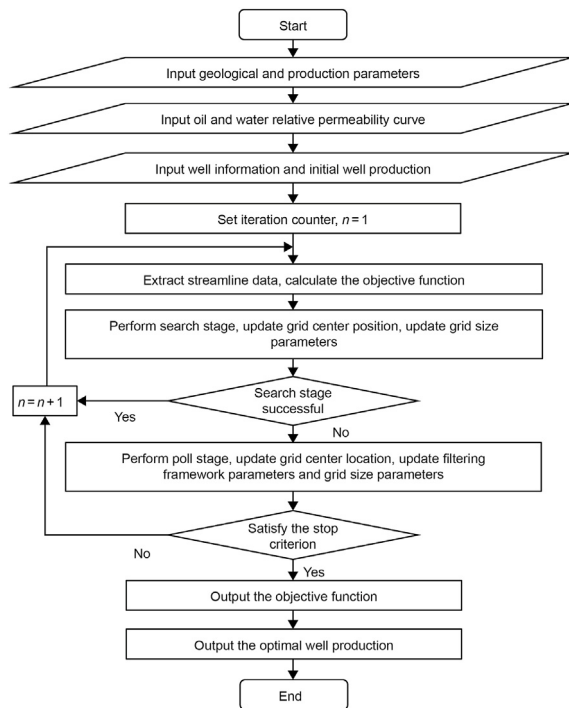 Start
Input geological and production parameters
Input oil and water relative permeability curve
Input well information and initial well production
Set iteration counter, n = 1
Extract streamline data, calculate the objective function
Perform search stage, update grid center position, update grid size
parameters
Search stage
successful
n = n + 1
Yes
No
Perform poll stage, update grid center location, update filtering
framework parameters and grid size parameters
Satisfy the stop
criterion
No
Yes
Output the objective function
Output the optimal well production
End